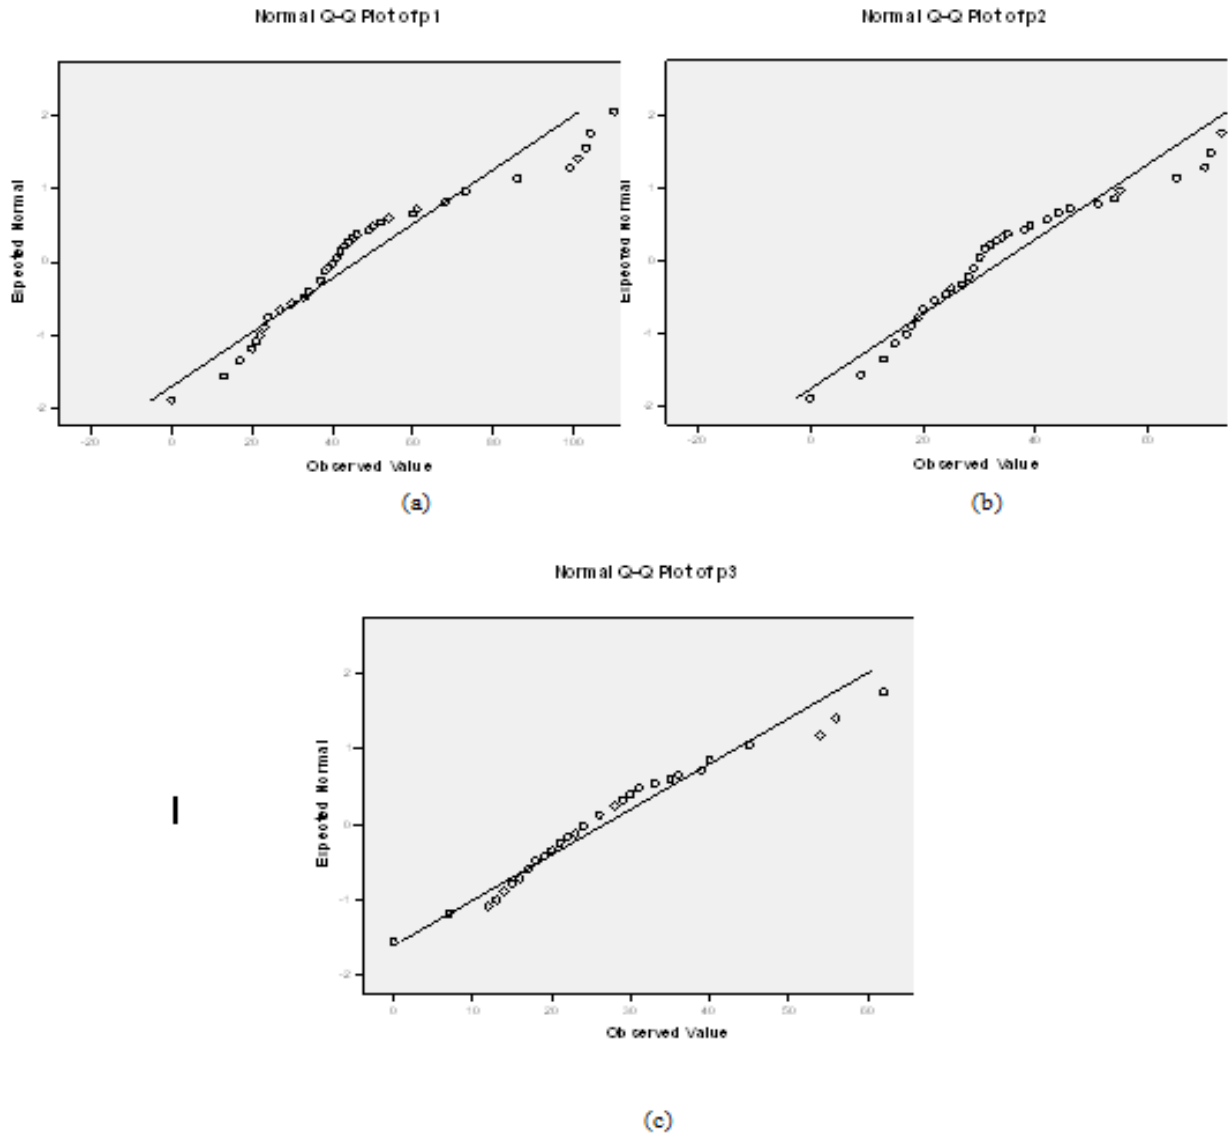 Normal Q-Q Plot of p1
Normal Q-Q Plot of p2
Expected Normal
2
1
0
-1
-2
-20
0
20
40
60
80
100
Observed Value
(a)
Expected Normal
2
1
0
-1
-2
-20
0
20
40
60
Observed Value
(b)
Normal Q-Q Plot of p3
Expected Normal
2
1
0
-1
-2
0
10
20
30
40
50
60
Observed Value
(c)